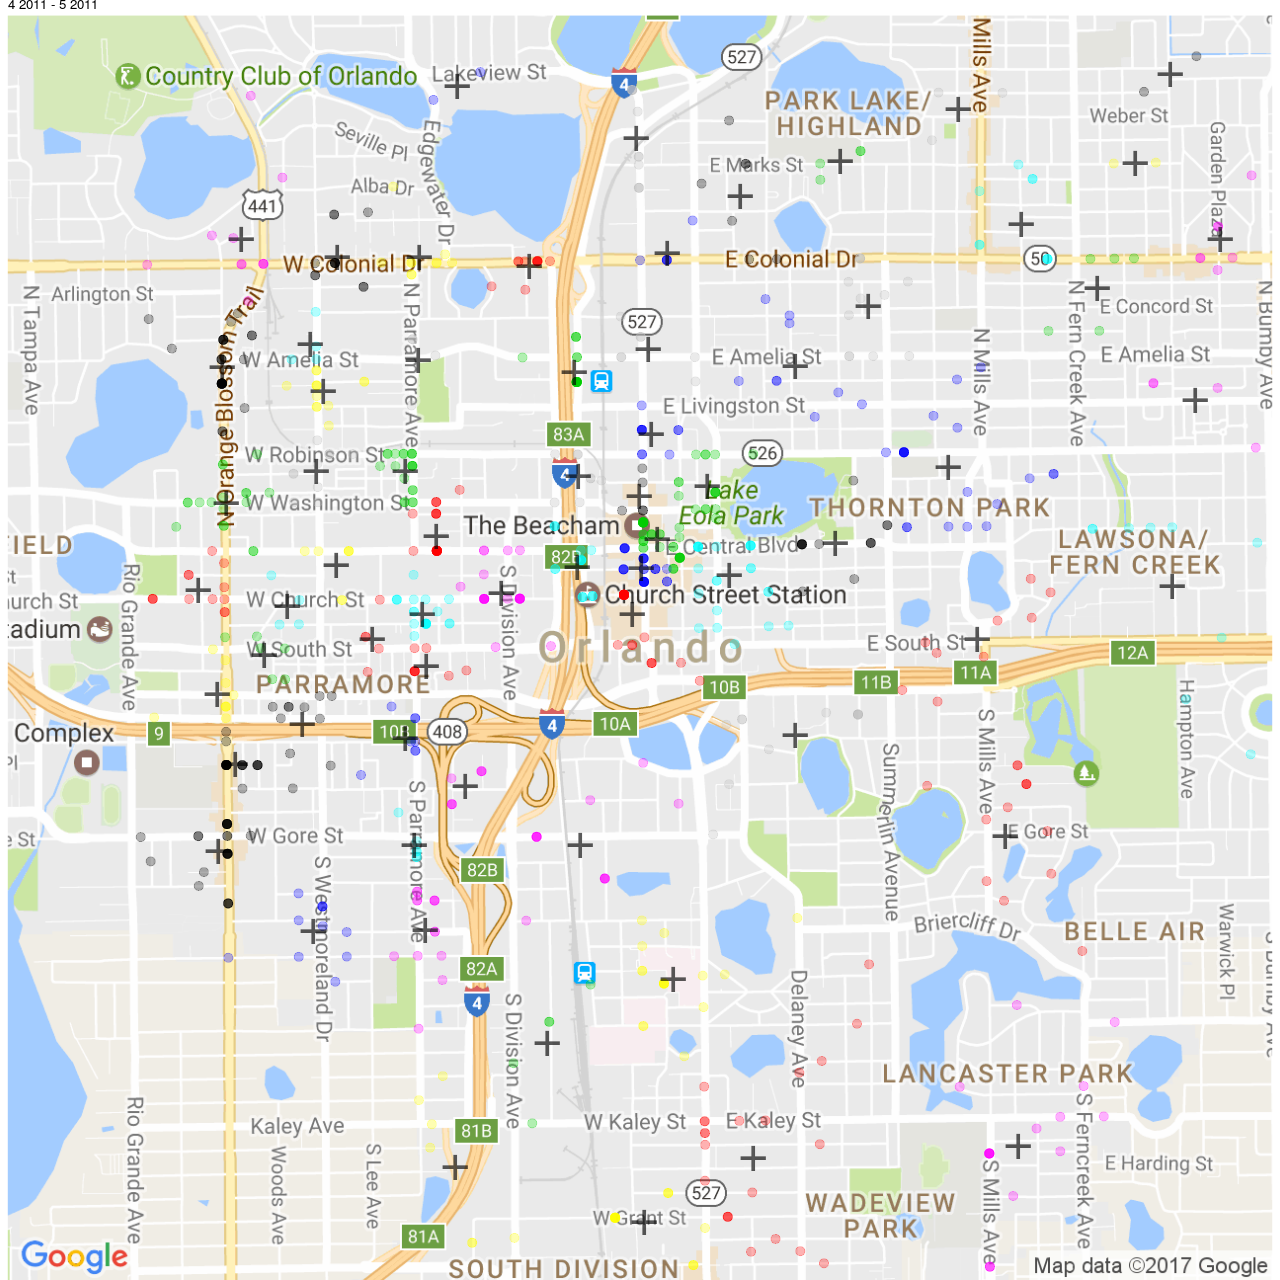 4 2011 - 5 2011
Country Club of Orlando
Lakeview St
4
527
Mills Ave
PARK LAKE/
HIGHLAND
Weber St
Seville Pl
Edgewater Dr
E Marks St
Garden Plaza
Alba Dr
441
N Bumby Ave
W Colonial Dr
E Colonial Dr
50
Arlington St
N Tampa Ave
N Orange Blossom Trail
N Parramore Ave
527
N Mills Ave
N Fern Creek Ave
E Concord St
W Amelia St
E Amelia St
E Amelia St
E Livingston St
83A
W Robinson St
526
4
W Washington St
Lake
Eola Park
The Beacham
THORNTON PARK
FIELD
E Central Blvd
LAWSONA/
FERN CREEK
Rio Grande Ave
S Division Ave
W Church St
Church Street Station
W South St
Orlando
E South St
12A
PARRAMORE
10B
11B
11A
Hampton Ave
Complex
9
408
4
10A
S Mills Ave
Summerlin Avenue
S Parramore Ave
W Gore St
E Gore St
82B
S Westmoreland Dr
Briercliff Dr
BELLE AIR
Warwick Pl
82A
4
S Division Ave
Delaney Ave
LANCASTER PARK
Rio Grande Ave
Kaley Ave
81B
W Kaley St
E Kaley St
S Ferncreek Ave
Woods Ave
S Lee Ave
E Harding St
S Mills Ave
527
WADEVIEW
PARK
W Grant St
81A
Google
SOUTH DIVISION
Map data ©2017 Google